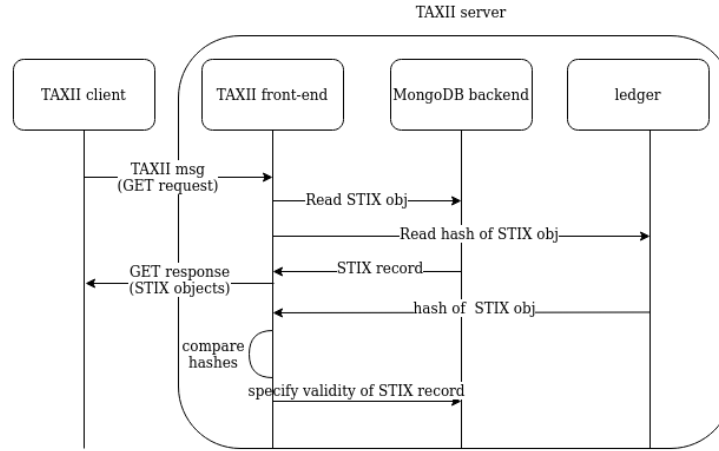 TAXII server
TAXII client
TAXII front-end
MongoDB backend
ledger
TAXII msg
(GET request)
Read STIX obj
Read hash of STIX obj
STIX record
GET response
(STIX objects)
hash of STIX obj
compare
hashes
specify validity of STIX record